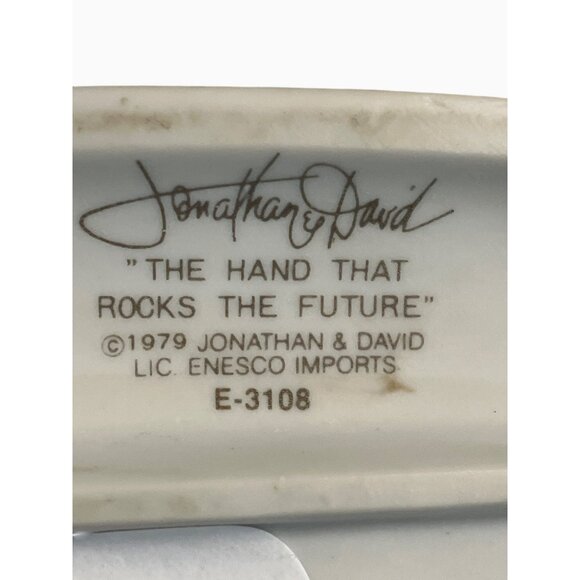 Jonathan & David
"THE HAND THAT
ROCKS THE FUTURE"
©1979 JONATHAN & DAVID
LIC. ENESCO IMPORTS
E-3108